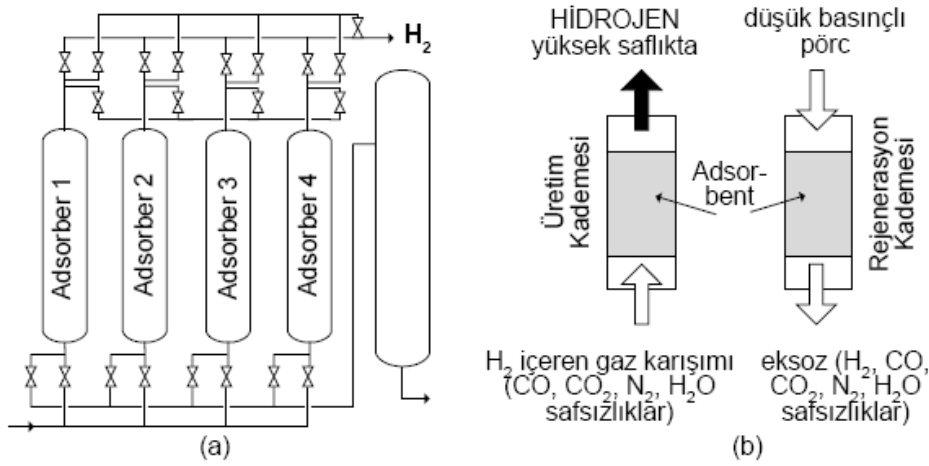 H₂
Adsorber 1
Adsorber 2
Adsorber 3
Adsorber 4
(a)
HİDROJEN
yüksek saflıkta
düşük basınçlı
pörc
Üretim
Kademesi
Adsor-
bent
Rejenerasyon
Kademesi
H₂ içeren gaz karışımı
(CO, CO₂, N₂, H₂O
safsızlıklar)
eksoz (H₂, CO,
CO₂, N₂, H₂O
safsızlıklar)
(b)